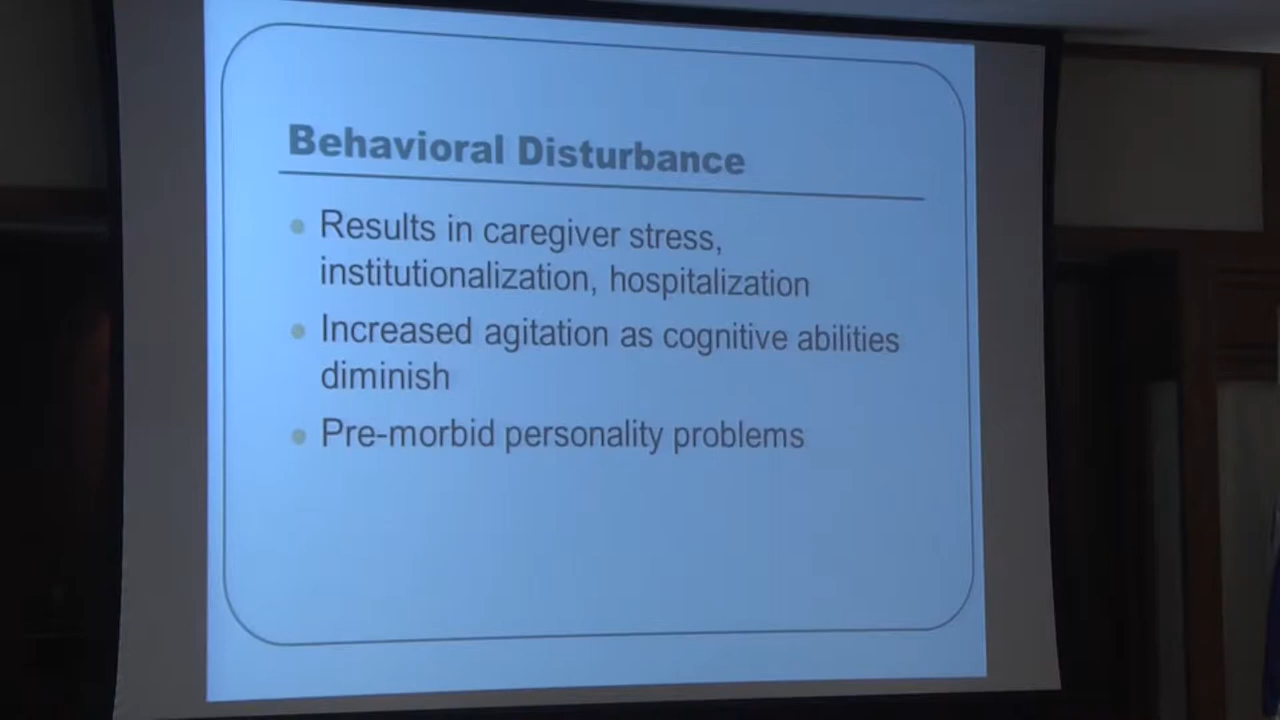 Behavioral Disturbance
Results in caregiver stress,
institutionalization, hospitalization
Increased agitation as cognitive abilities
diminish
Pre-morbid personality problems